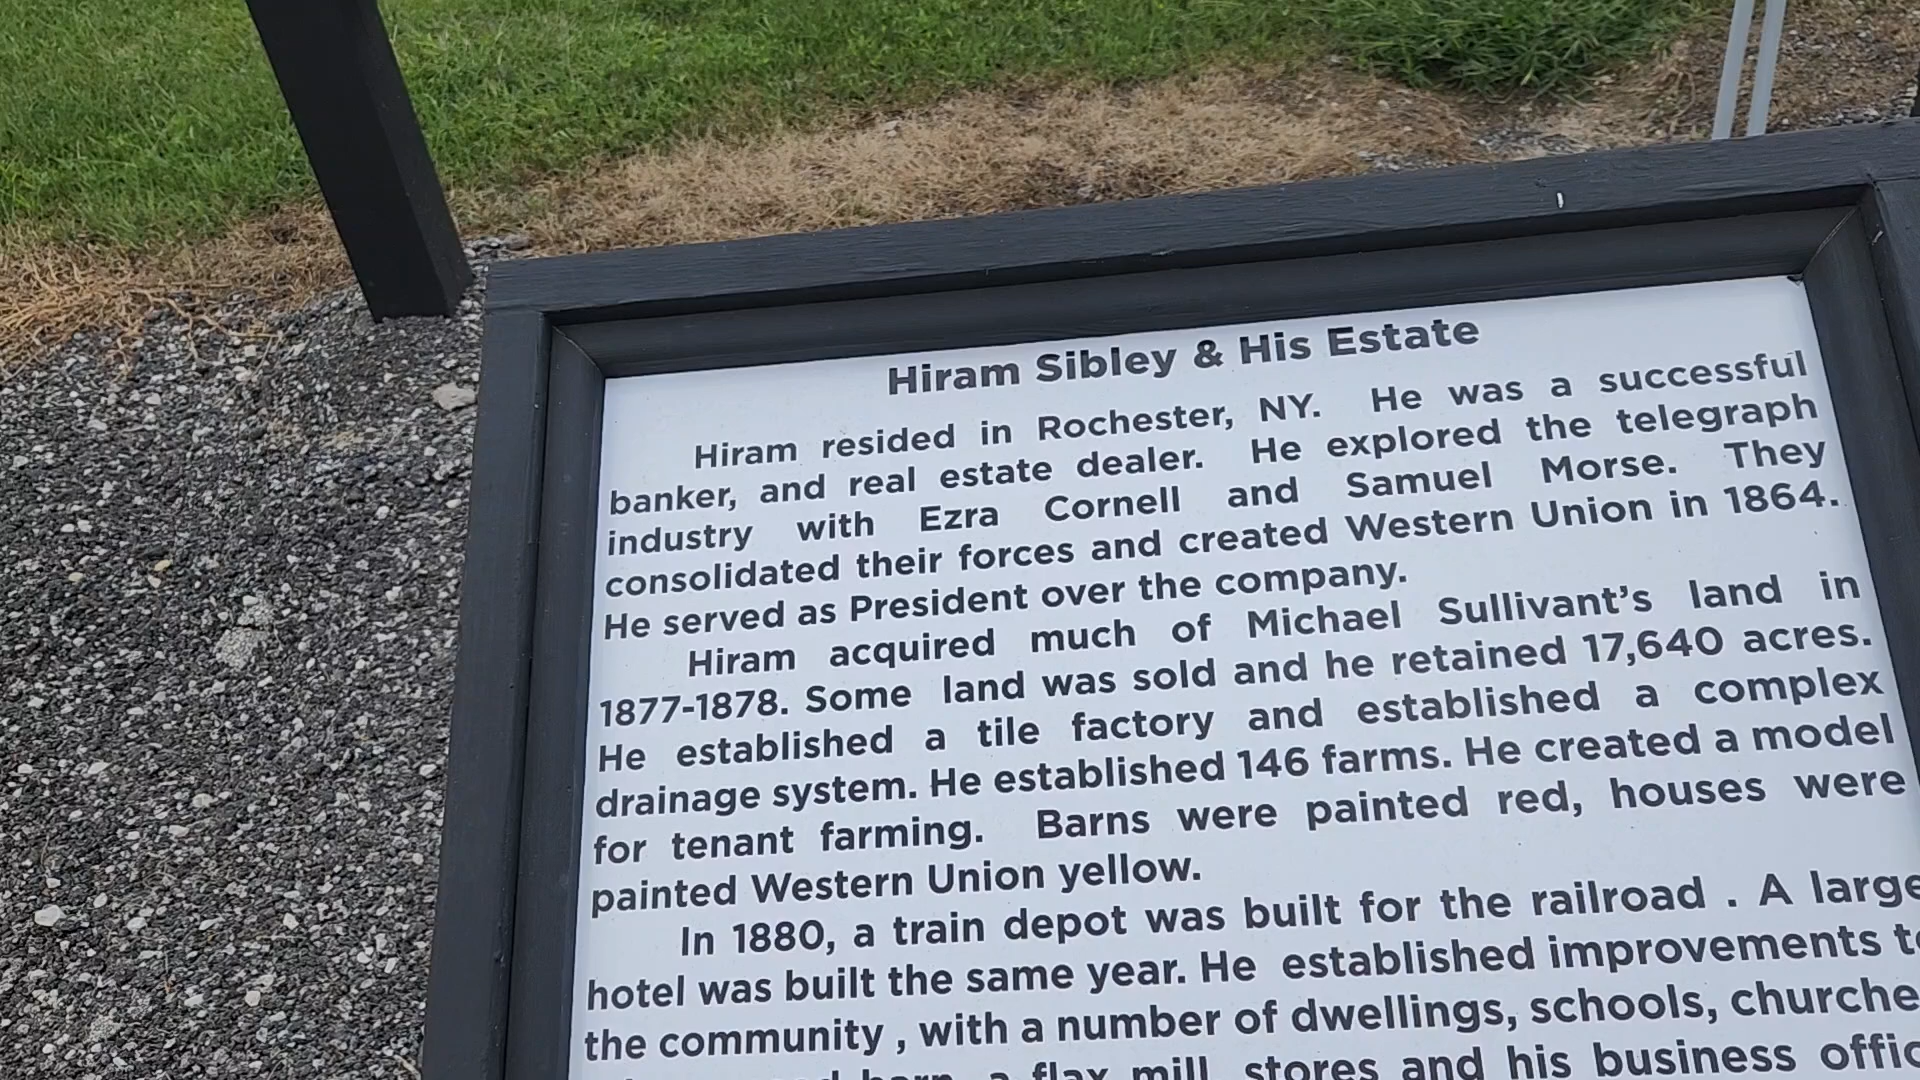 Hiram Sibley & His Estate
Hiram resided in Rochester, NY. He was a successful
banker, and real estate dealer. He explored the telegraph
industry with Ezra Cornell and Samuel Morse. They
consolidated their forces and created Western Union in 1864.
He served as President over the company.
Hiram acquired much of Michael Sullivant's land in
1877-1878. Some land was sold and he retained 17,640 acres.
He established a tile factory and established a complex
drainage system. He established 146 farms. He created a model
for tenant farming. Barns were painted red, houses were
painted Western Union yellow.
In 1880, a train depot was built for the railroad . A large
hotel was built the same year. He established improvements
the community , with a number of dwellings, schools,
barn, a flax mill, stores and his business